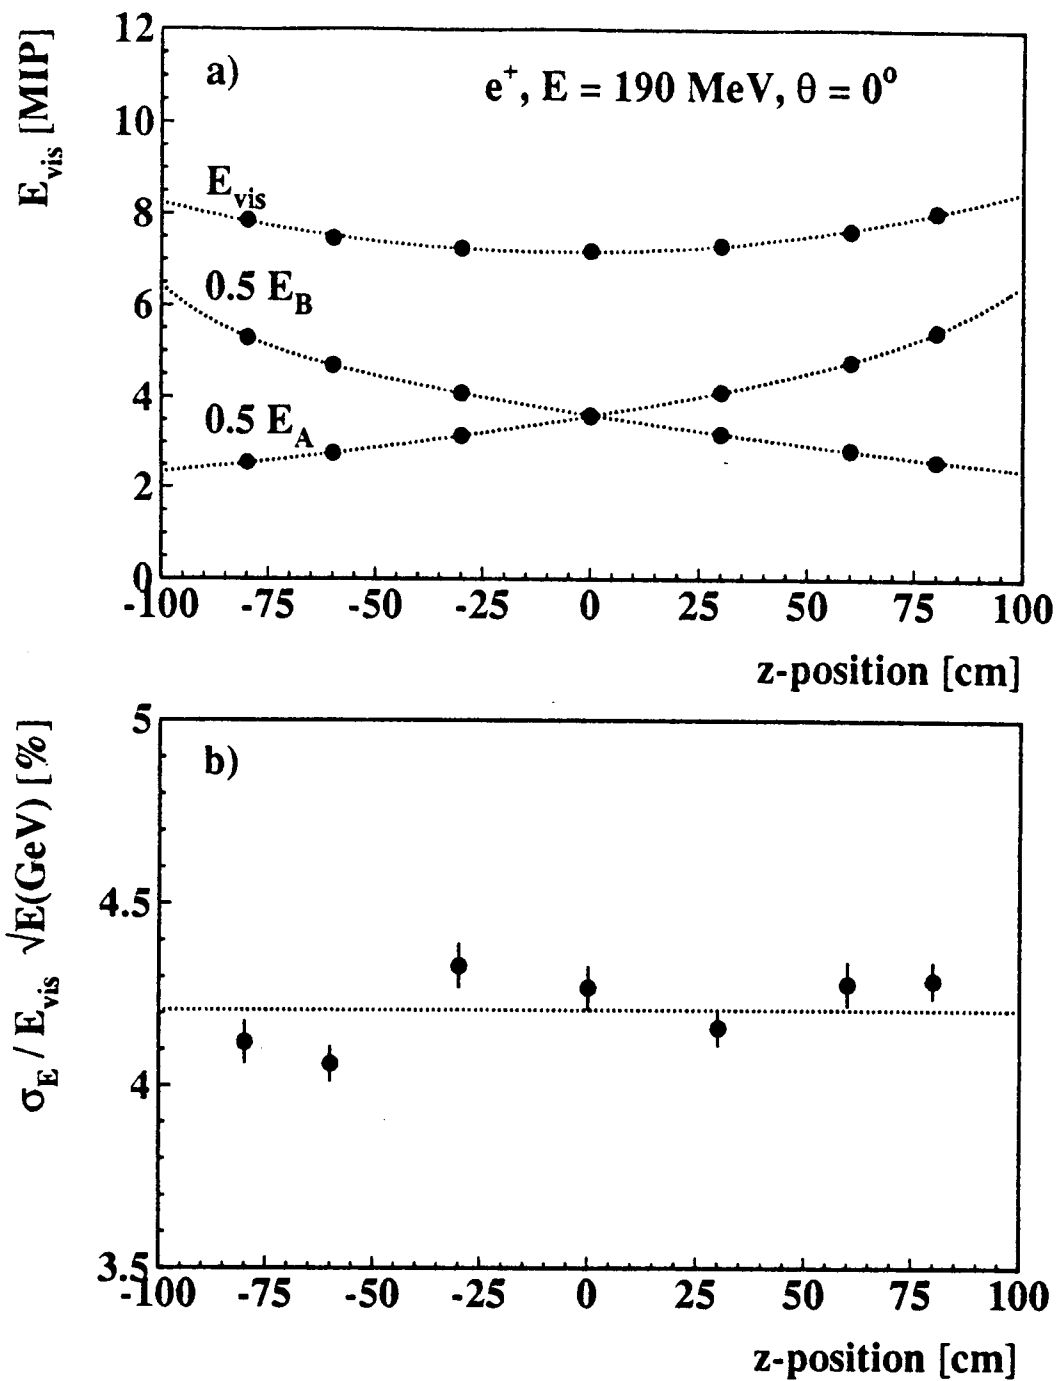 12
10
8
6
4
2
0
E_vis [MIP]
a)
e⁺, E = 190 MeV, θ = 0°
E_vis
0.5 E_B
0.5 E_A
-100 -75 -50 -25 0 25 50 75 100
z-position [cm]
5
4.5
4
3.5
σ_E / E_vis √E(GeV) [%]
b)
-100 -75 -50 -25 0 25 50 75 100
z-position [cm]